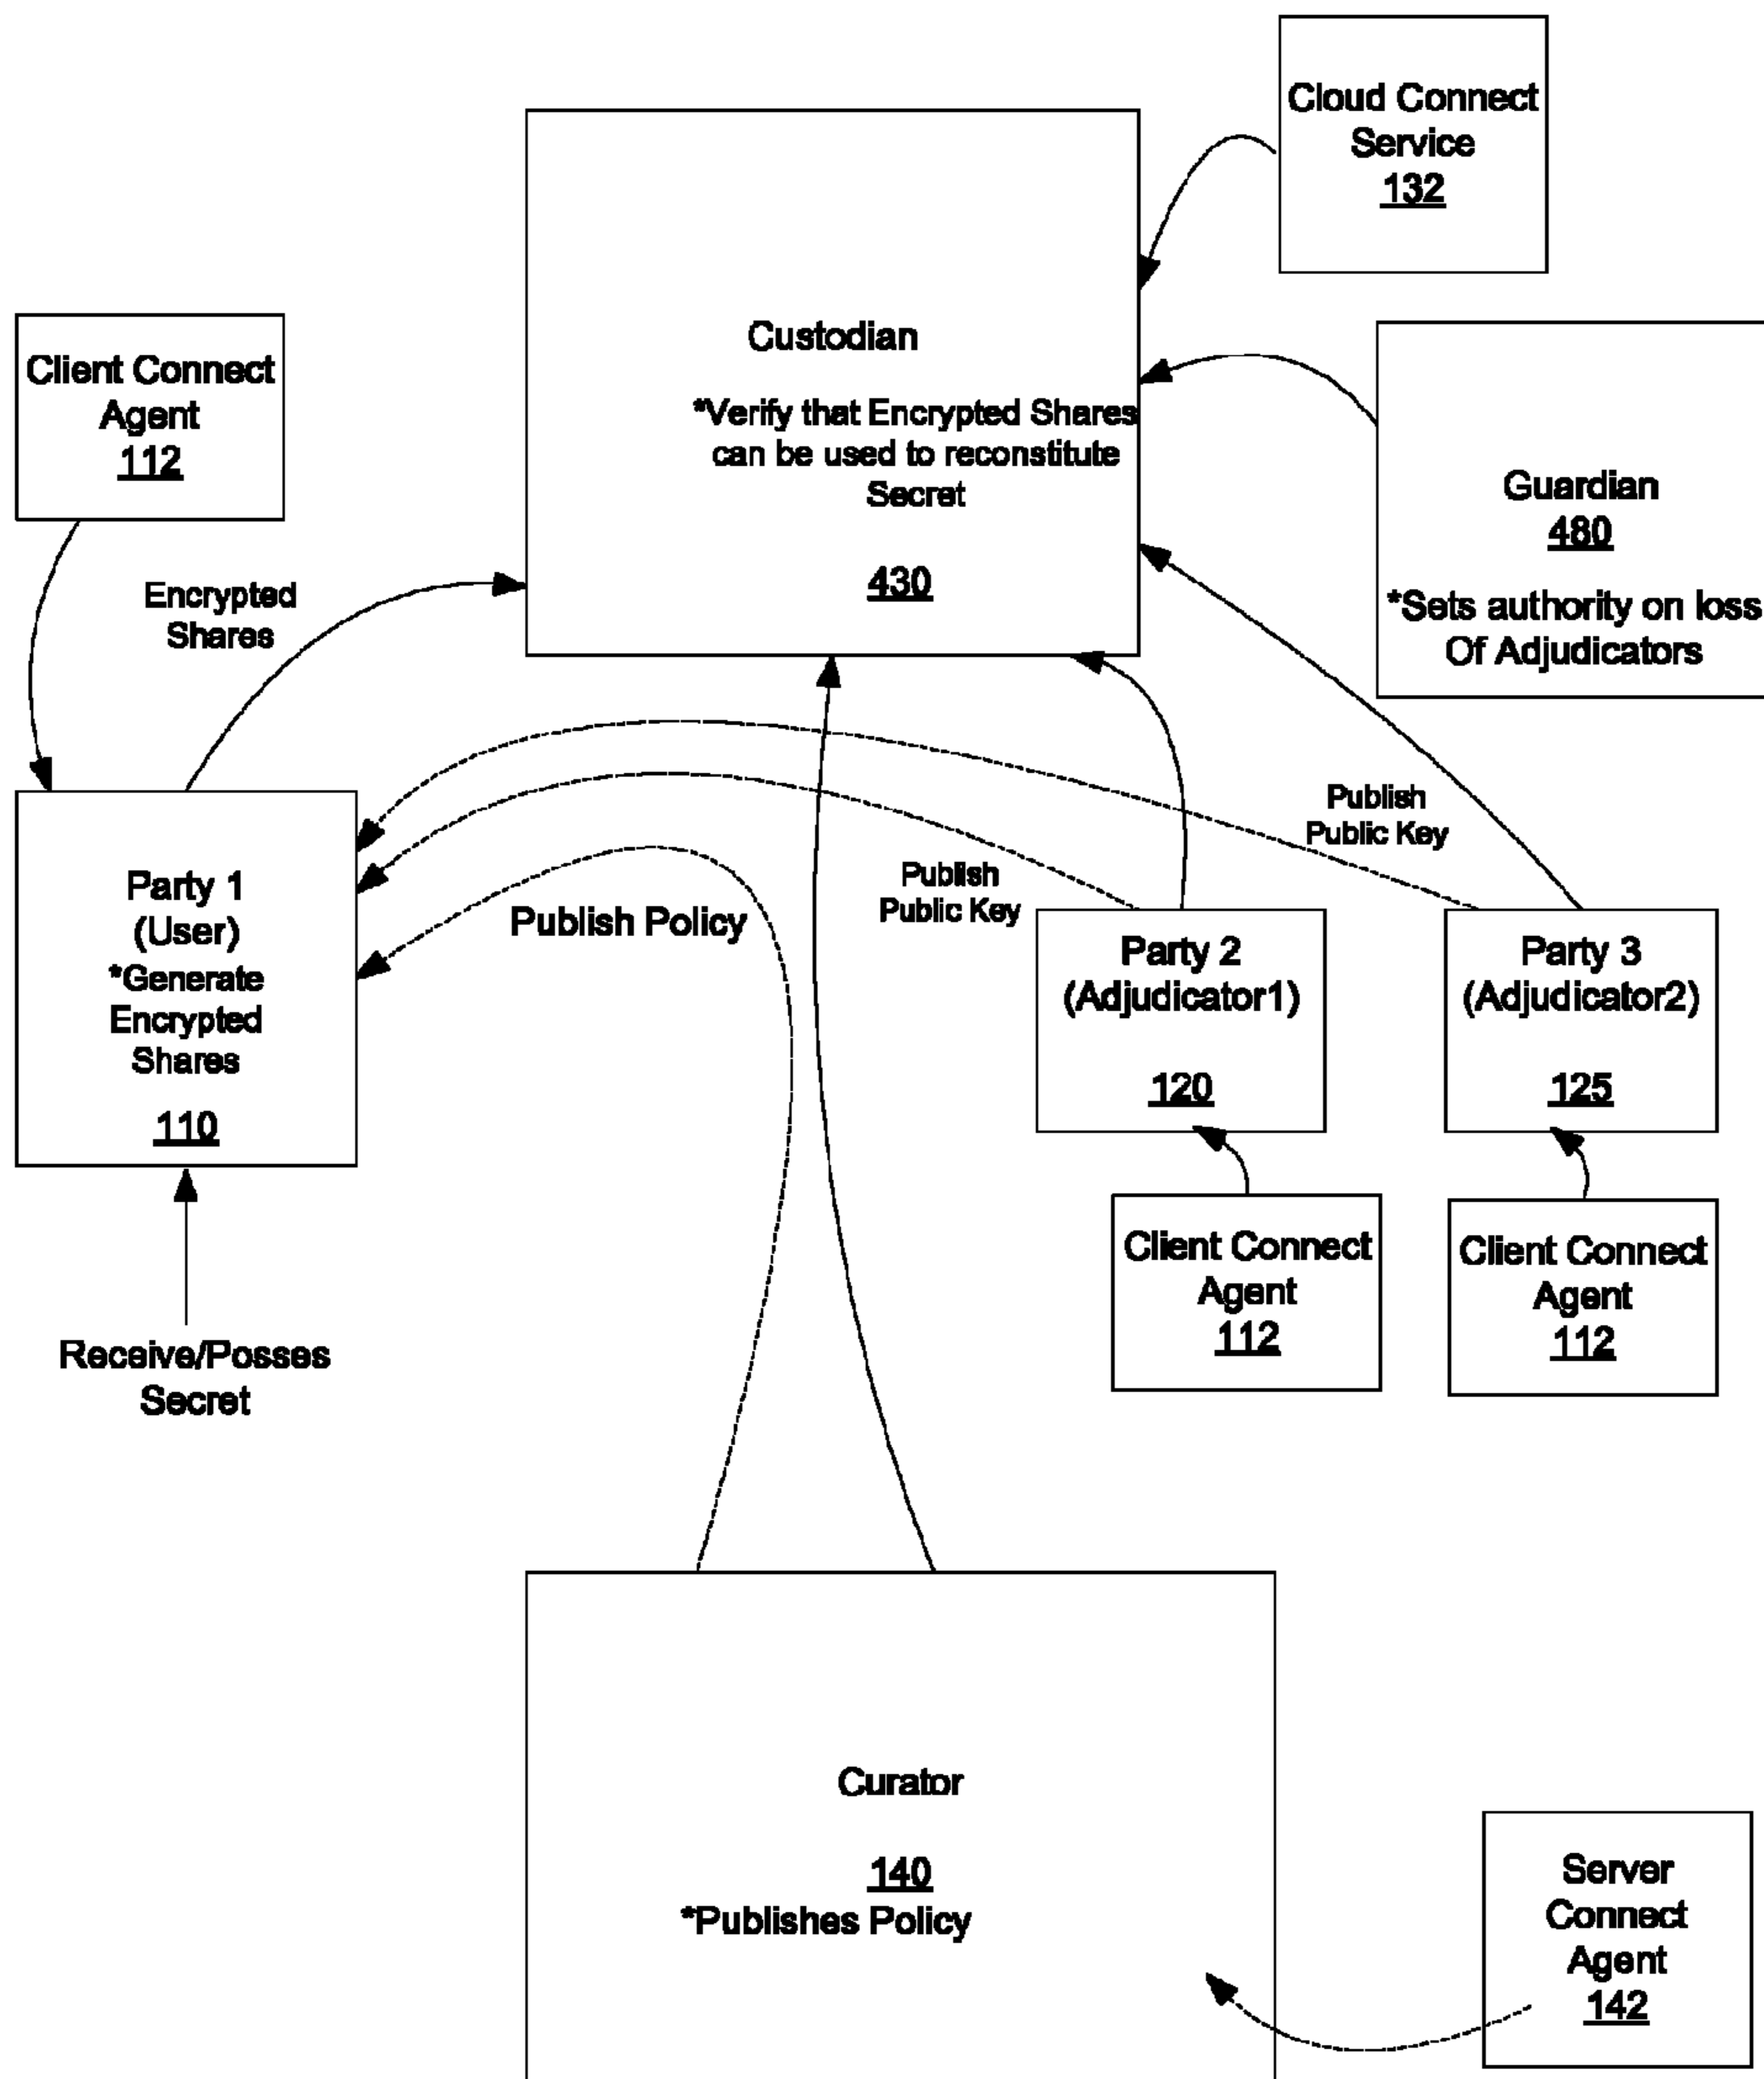 Cloud Connect
Service
132
Custodian
*Verify that Encrypted Shares
can be used to reconstitute
Secret
430
Client Connect
Agent
112
Guardian
480
*Sets authority on loss
Of Adjudicators
Encrypted
Shares
Publish
Public Key
Publish
Public Key
Publish Policy
Party 1
(User)
*Generate
Encrypted
Shares
110
Party 2
(Adjudicator1)
120
Party 3
(Adjudicator2)
125
Client Connect
Agent
112
Client Connect
Agent
112
Receive/Posses
Secret
Curator
140
*Publishes Policy
Server
Connect
Agent
142